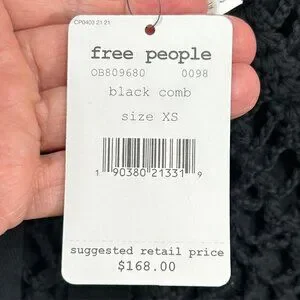 CP0403 21 21
free people
OB809680 0098
black comb
size XS
1 90380 21331 9
suggested retail price
$168.00